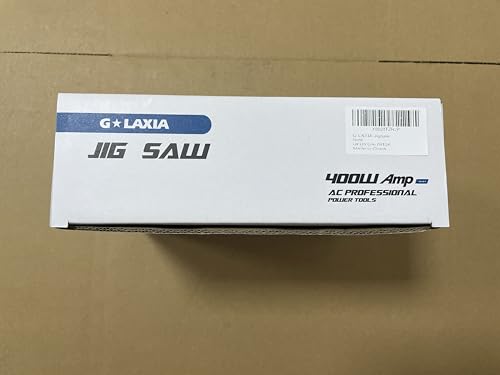 G★LAXIA
JIG SAW
400W Amp
AC PROFESSIONAL
POWER TOOLS